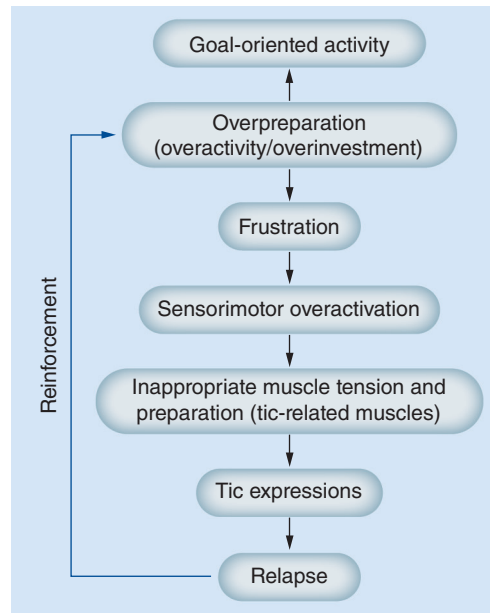 Goal-oriented activity
Overpreparation
(overactivity/overinvestment)
Frustration
Sensorimotor overactivation
Inappropriate muscle tension and
preparation (tic-related muscles)
Tic expressions
Relapse
Reinforcement